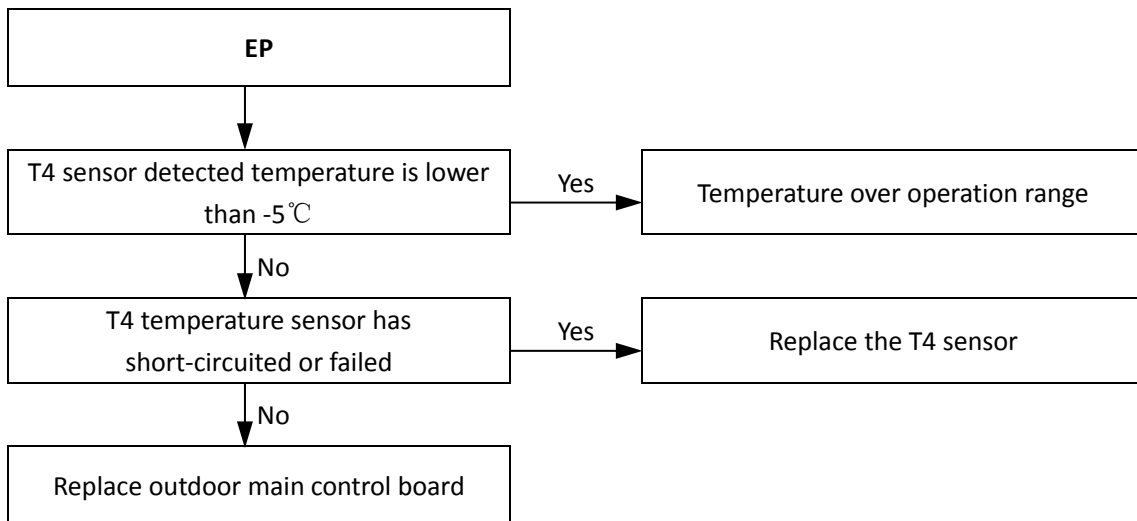 EP
T4 sensor detected temperature is lower
than -5℃
Yes
Temperature over operation range
No
T4 temperature sensor has
short-circuited or failed
Yes
Replace the T4 sensor
No
Replace outdoor main control board